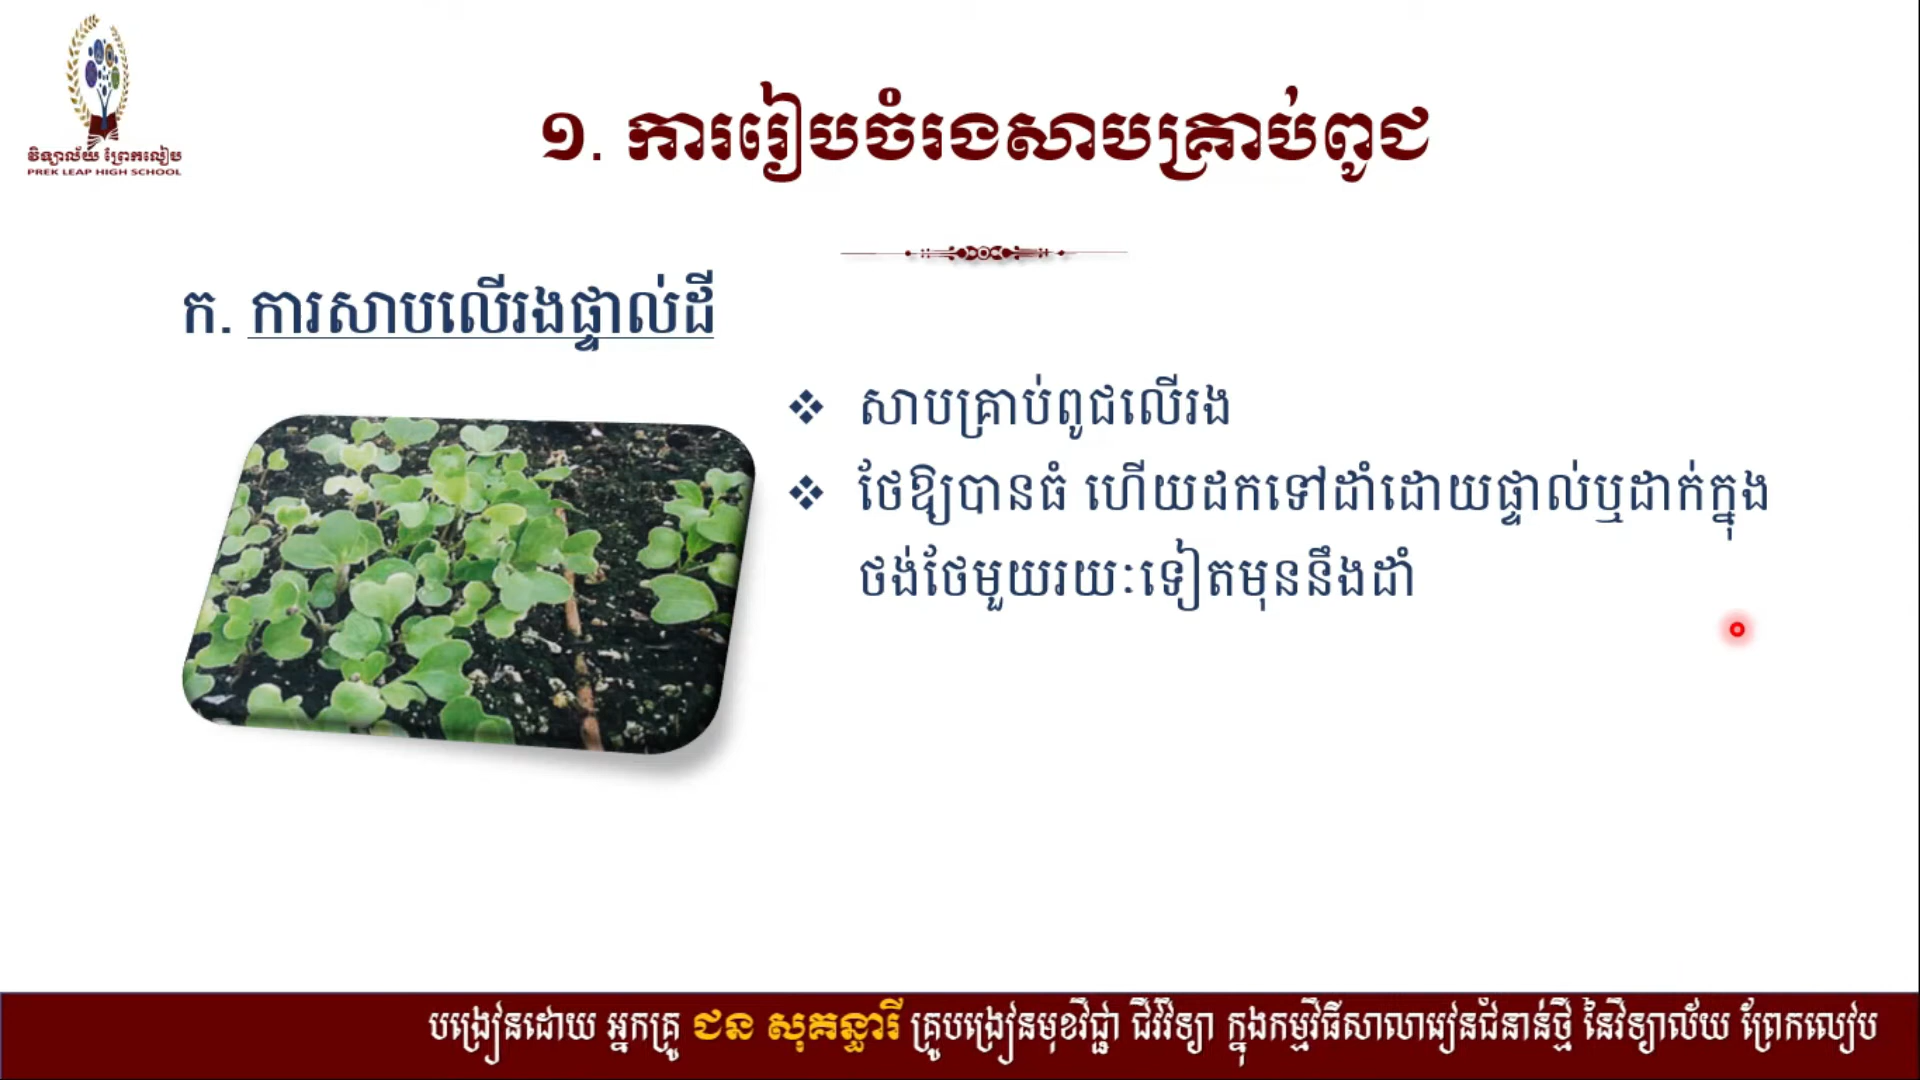 វិទ្យាល័យ ព្រែកលៀប
PREK LEAP HIGH SCHOOL
១. ការរៀបចំរងសាបគ្រាប់ពូជ
ក. ការសាបលើរងផ្ទាល់ដី
❖ សាបគ្រាប់ពូជលើរង
❖ ថែឱ្យបានធំ ហើយដកទៅដាំដោយផ្ទាល់ឬដាក់ក្នុង
ថង់ថែមួយរយៈទៀតមុននឹងដាំ
បង្រៀនដោយ អ្នកគ្រូ ជន សុគន្ធារី គ្រូបង្រៀនមុខវិជ្ជា ជីវវិទ្យា ក្នុងកម្មវិធីសាលារៀនជំនាន់ថ្មី នៃវិទ្យាល័យ ព្រែកលៀប